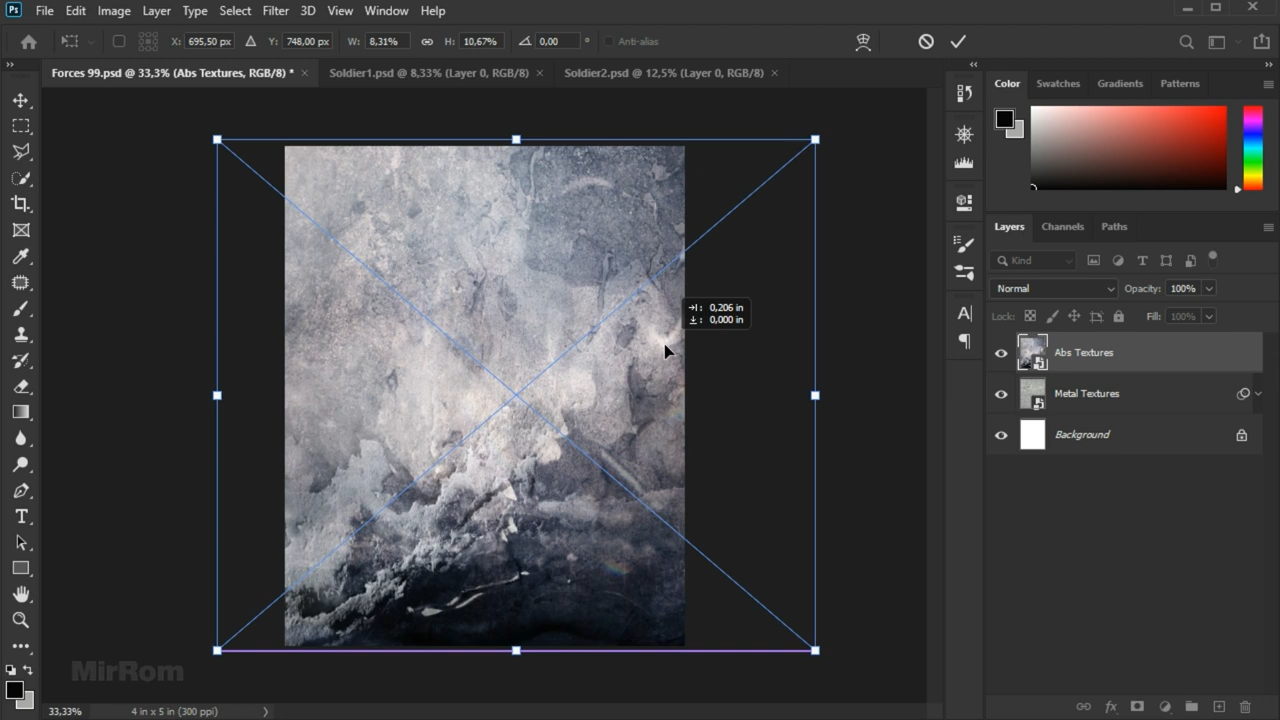 Ps File Edit Image Layer Type Select Filter 3D View Window Help
X: 695,50 px Y: 748,00 px W: 8,31% H: 10,67% 0,00 ° Anti-alias
Forces 99.psd @ 33,3% (Abs Textures, RGB/8) * Soldier1.psd @ 8,33% (Layer 0, RGB/8) Soldier2.psd @ 12,5% (Layer 0, RGB/8)
Color Swatches Gradients Patterns
Layers Channels Paths
Kind
Normal Opacity: 100%
Lock: Fill: 100%
Abs Textures
Metal Textures
Background
0,206 in
0,000 in
MirRom
33,33% 4 in x 5 in (300 ppi)